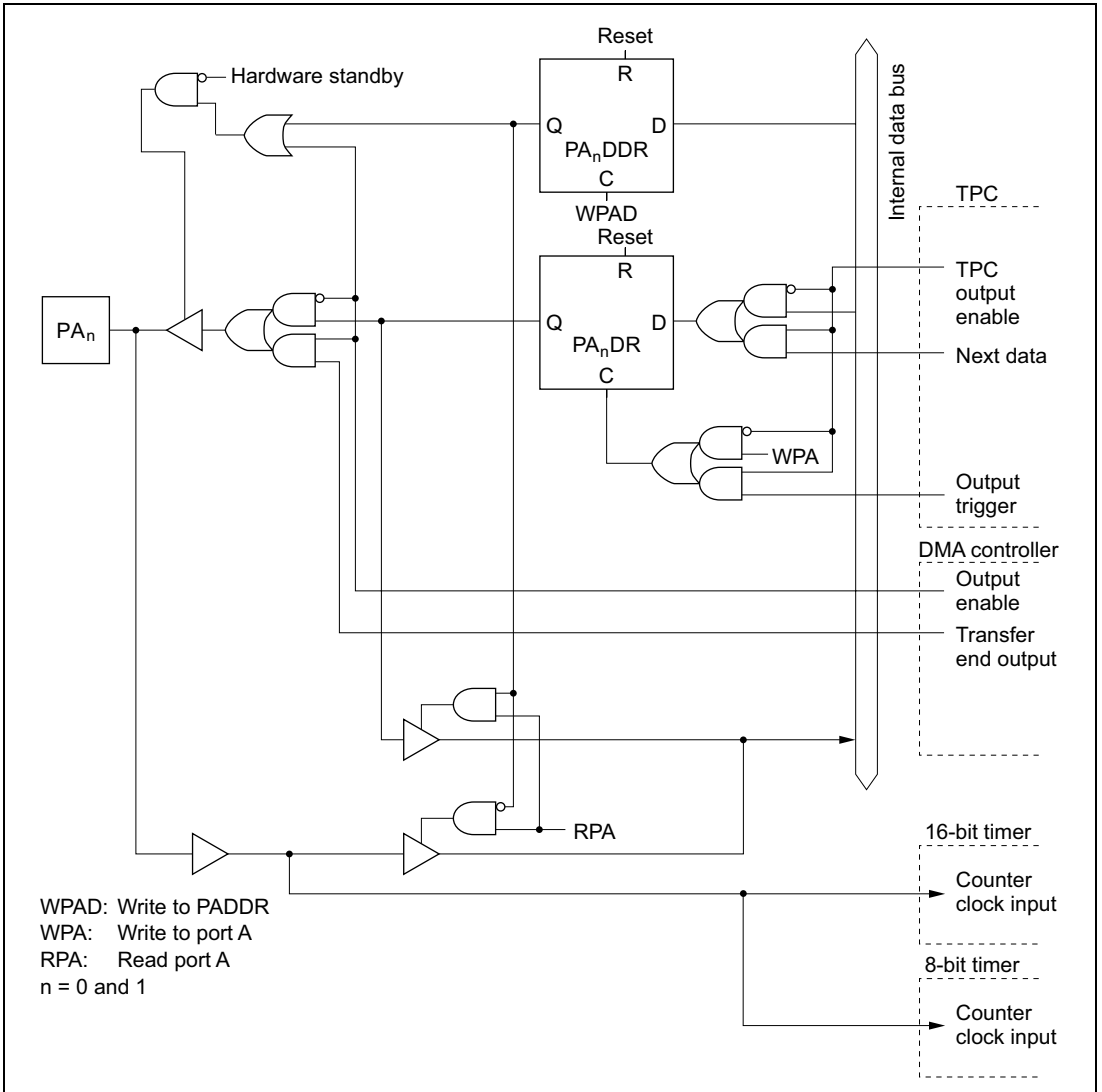 Reset
R
Hardware standby
Q
D
PAnDDR
C
WPAD
Internal data bus
TPC
Reset
R
TPC
output
enable
PAn
Q
D
PAnDR
Next data
C
WPA
Output
trigger
DMA controller
Output
enable
Transfer
end output
RPA
16-bit timer
Counter
clock input
WPAD: Write to PADDR
WPA: Write to port A
RPA: Read port A
n = 0 and 1
8-bit timer
Counter
clock input